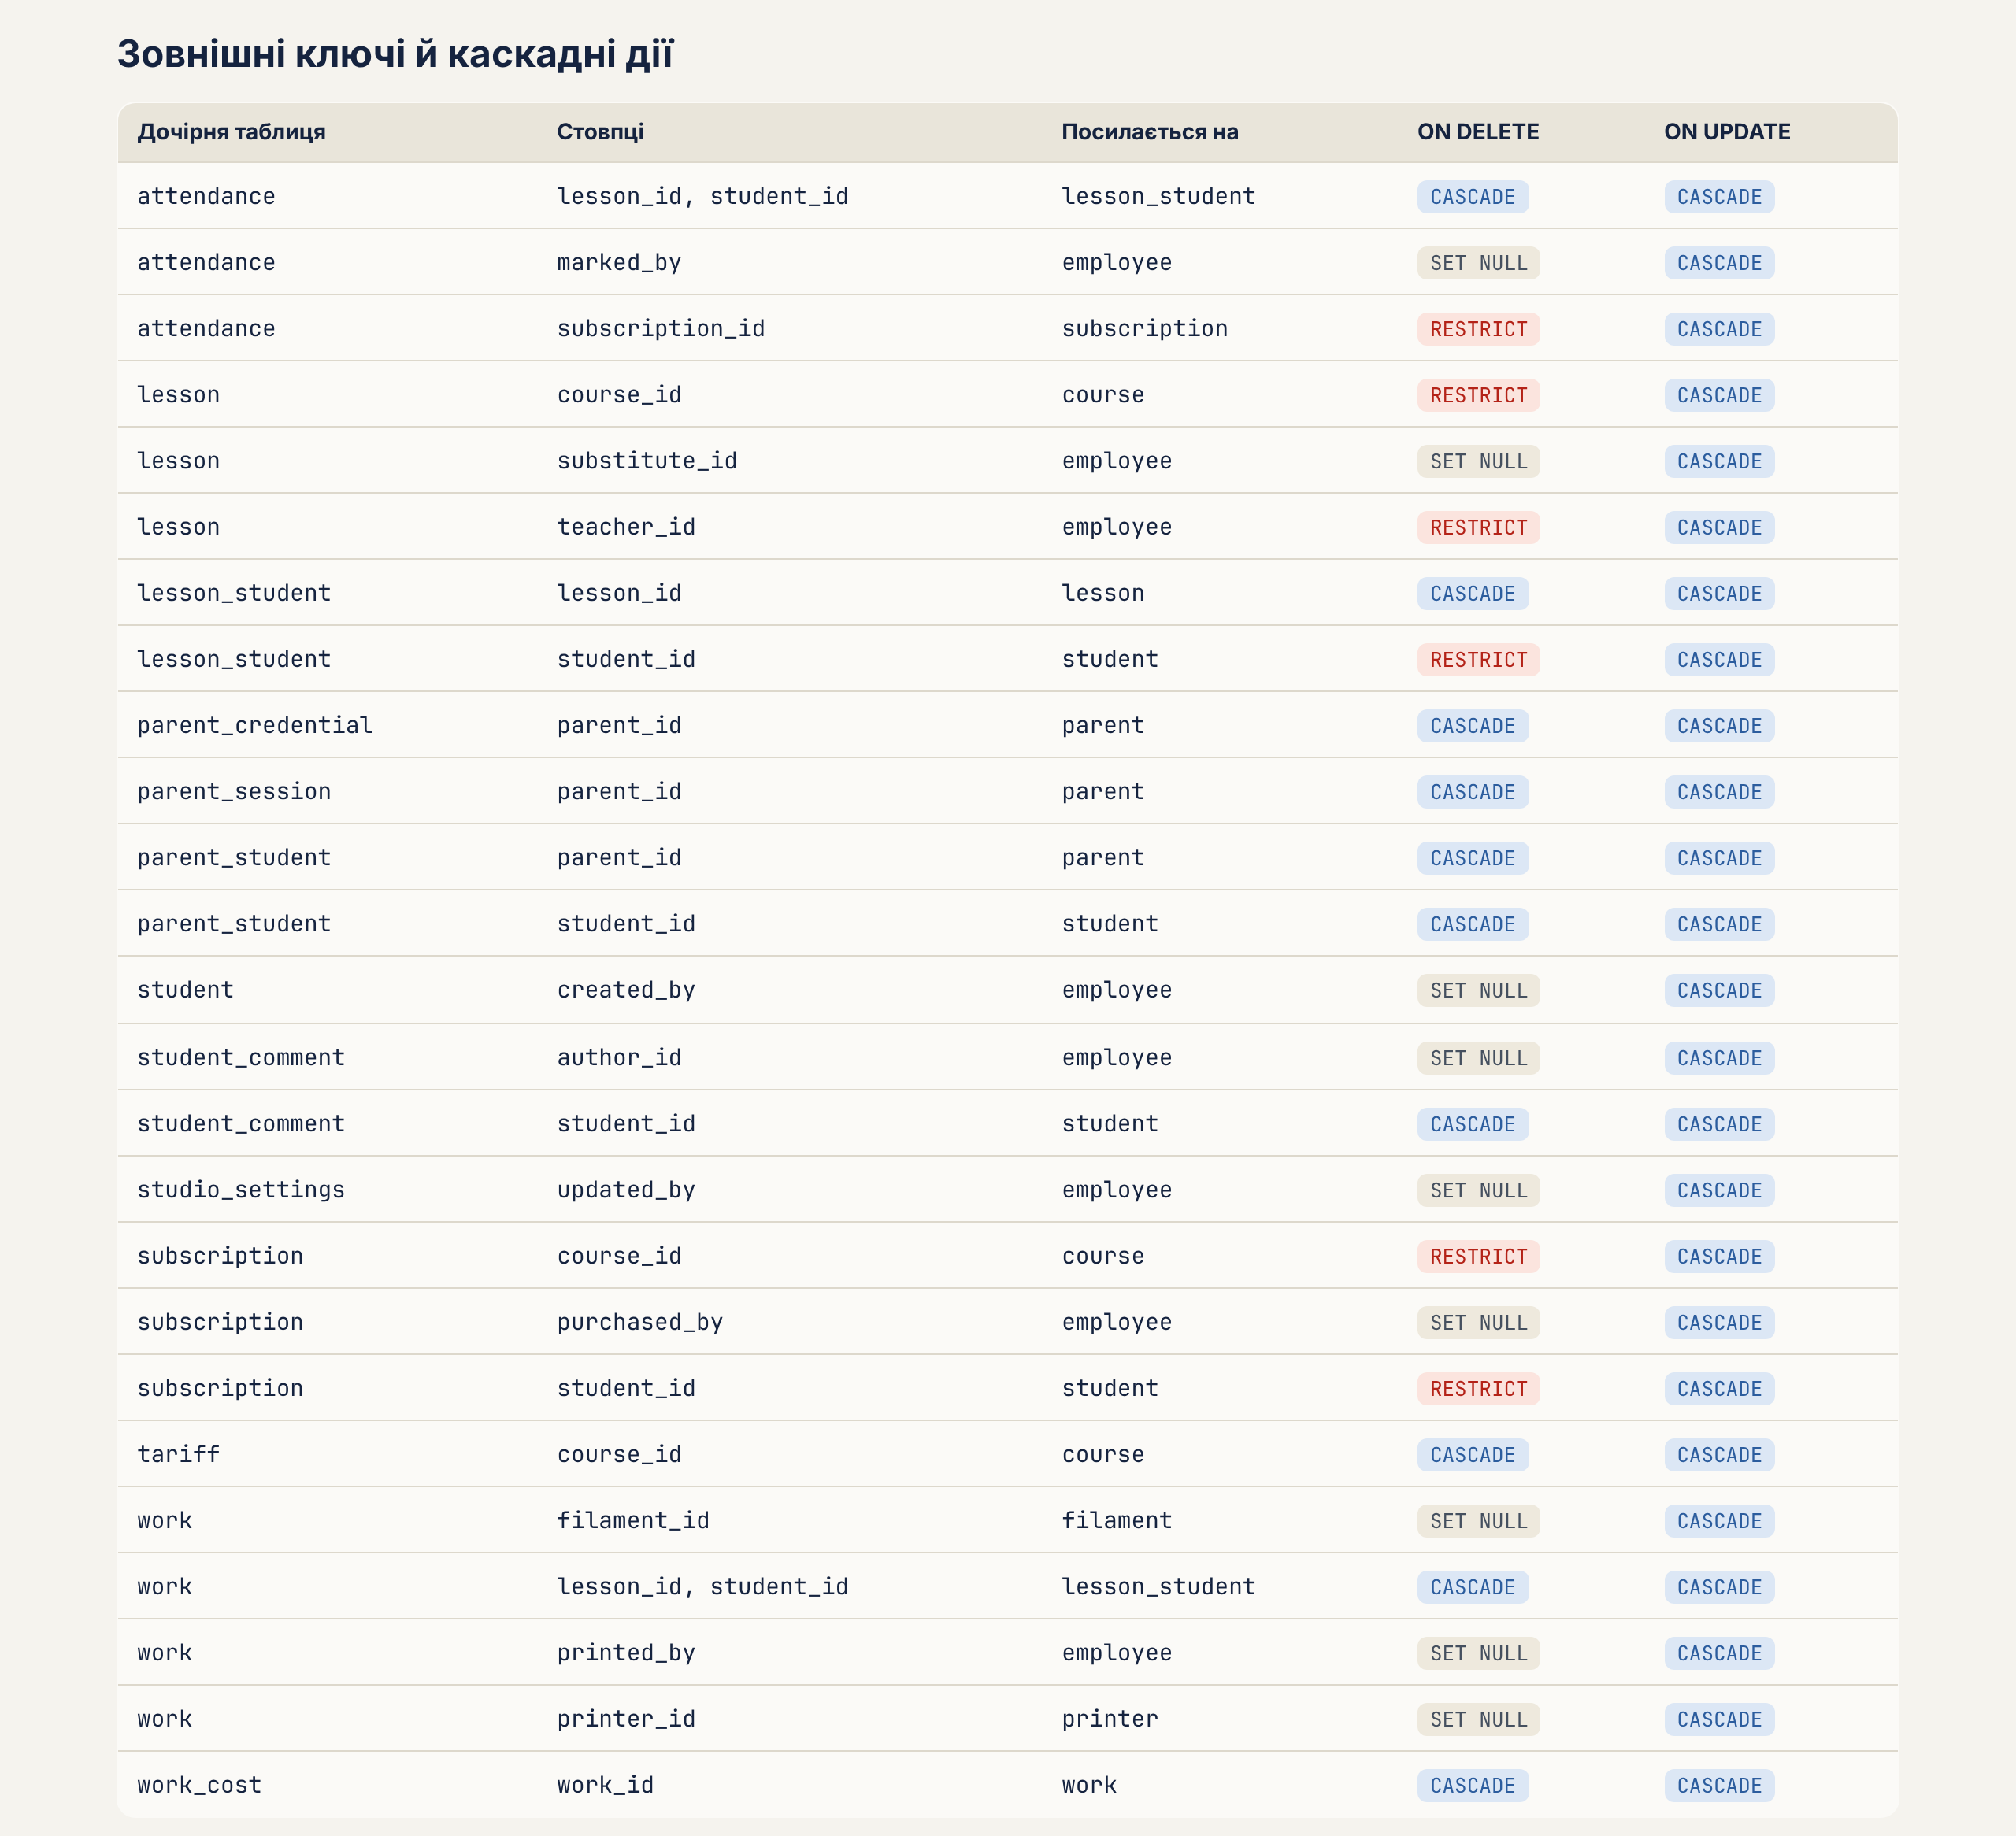 Зовнішні ключі й каскадні дії
Дочірня таблиця Стовпці Посилається на ON DELETE ON UPDATE
attendance lesson_id, student_id lesson_student CASCADE CASCADE
attendance marked_by employee SET NULL CASCADE
attendance subscription_id subscription RESTRICT CASCADE
lesson course_id course RESTRICT CASCADE
lesson substitute_id employee SET NULL CASCADE
lesson teacher_id employee RESTRICT CASCADE
lesson_student lesson_id lesson CASCADE CASCADE
lesson_student student_id student RESTRICT CASCADE
parent_credential parent_id parent CASCADE CASCADE
parent_session parent_id parent CASCADE CASCADE
parent_student parent_id parent CASCADE CASCADE
parent_student student_id student CASCADE CASCADE
student created_by employee SET NULL CASCADE
student_comment author_id employee SET NULL CASCADE
student_comment student_id student CASCADE CASCADE
studio_settings updated_by employee SET NULL CASCADE
subscription course_id course RESTRICT CASCADE
subscription purchased_by employee SET NULL CASCADE
subscription student_id student RESTRICT CASCADE
tariff course_id course CASCADE CASCADE
work filament_id filament SET NULL CASCADE
work lesson_id, student_id lesson_student CASCADE CASCADE
work printed_by employee SET NULL CASCADE
work printer_id printer SET NULL CASCADE
work_cost work_id work CASCADE CASCADE